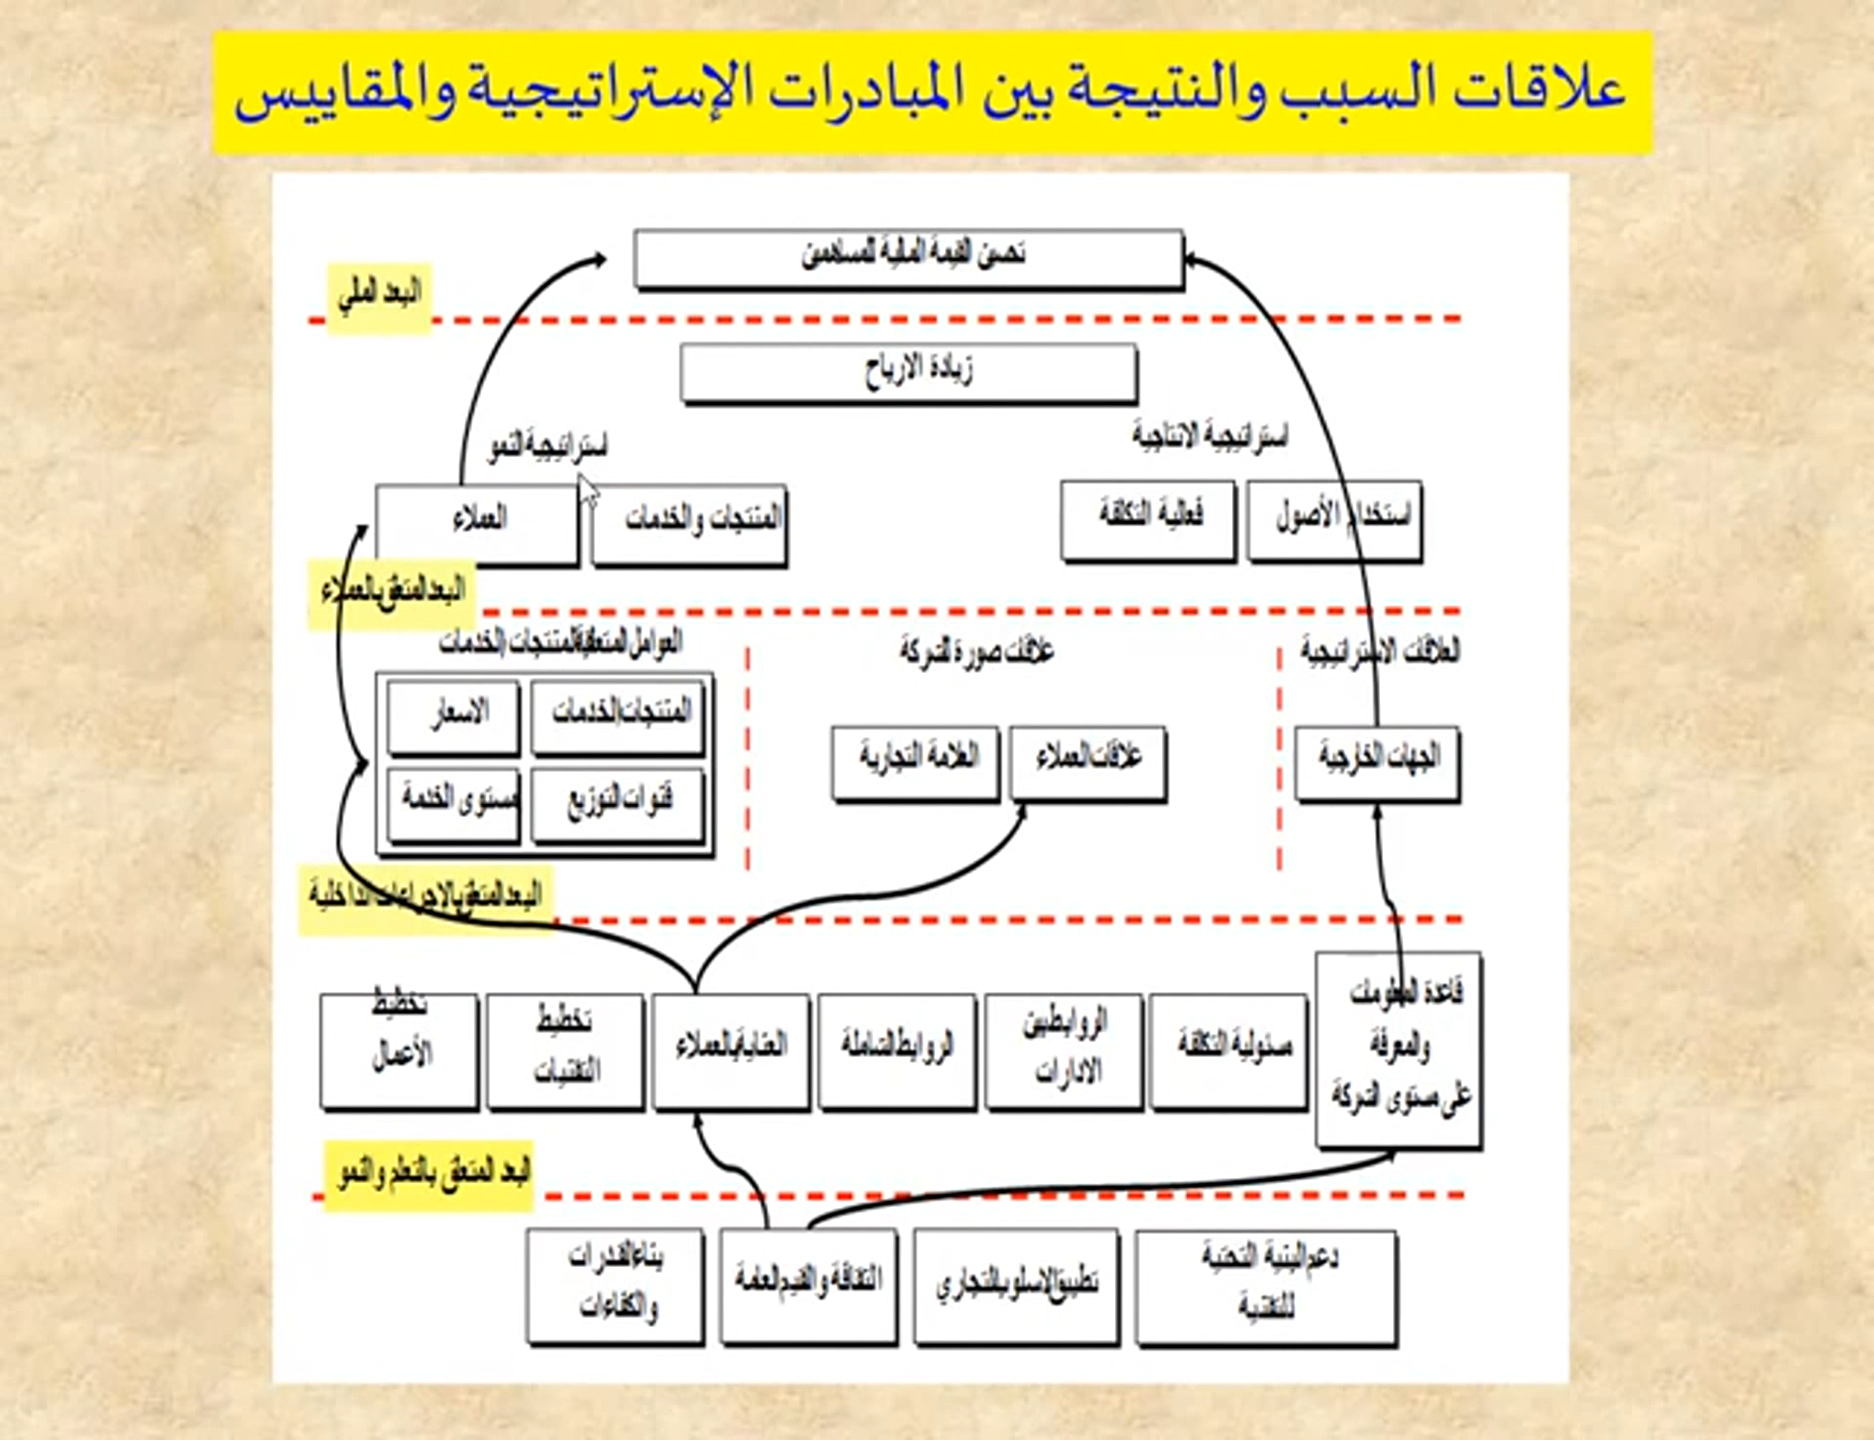 علاقات السبب والنتيجة بين المبادرات الإستراتيجية والمقاييس
تحسين القيمة المالية للمساهمين
البعد المالي
زيادة الارباح
استراتيجية الانتاجية
استراتيجية النمو
استخدام الأصول
فعالية التكلفة
المنتجات والخدمات
العملاء
البعد المتعلق بالعملاء
العلاقات الاستراتيجية
علاقات صورة الشركة
العوامل المتعلقة بالمنتجات/الخدمات
المنتجات/الخدمات
الاسعار
الجهات الخارجية
علاقات العملاء
العلامة التجارية
قنوات التوزيع
مستوى الخدمة
البعد المتعلق بالاجراءات الداخلية
قاعدة المعلومات
والمعرفة
على مستوى الشركة
مسئولية التكلفة
الروابط بين
الادارات
الروابط الشاملة
العناية بالعملاء
تخطيط
التقنيات
تخطيط
الأعمال
البعد المتعلق بالتعلم والنمو
دعم البنية التحتية
للتقنية
تطبيق الاسلوب التجاري
الثقافة والقيم العامة
بناء القدرات
والكفاءات